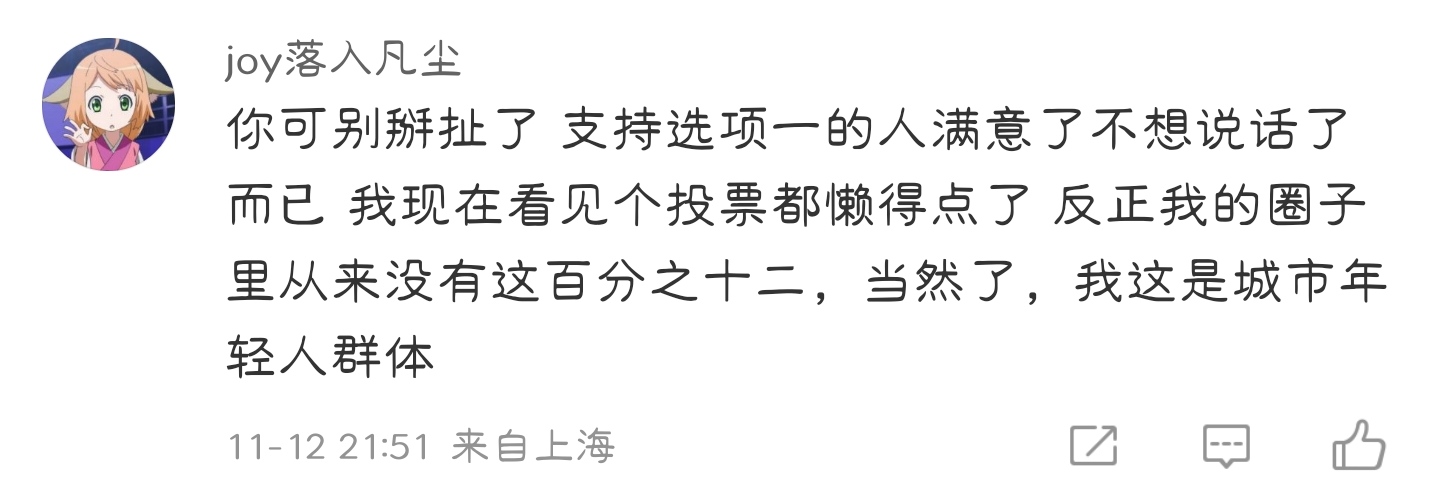 joy落入凡尘
你可别掰扯了 支持选项一的人满意了不想说话了
而已 我现在看见个投票都懒得点了 反正我的圈子
里从来没有这百分之十二，当然了，我这是城市年
轻人群体
11-12 21:51 来自上海